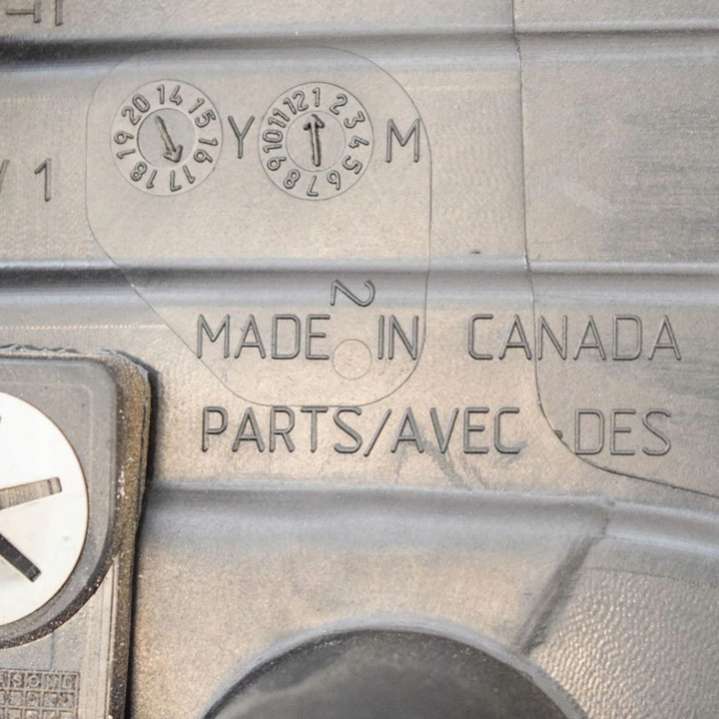 14 15 16 17 18 19 20
Y
12 1 2 3 4 5 6 7 8 9 10 11
M
/ 1
2
MADE IN CANADA
PARTS/AVEC DES